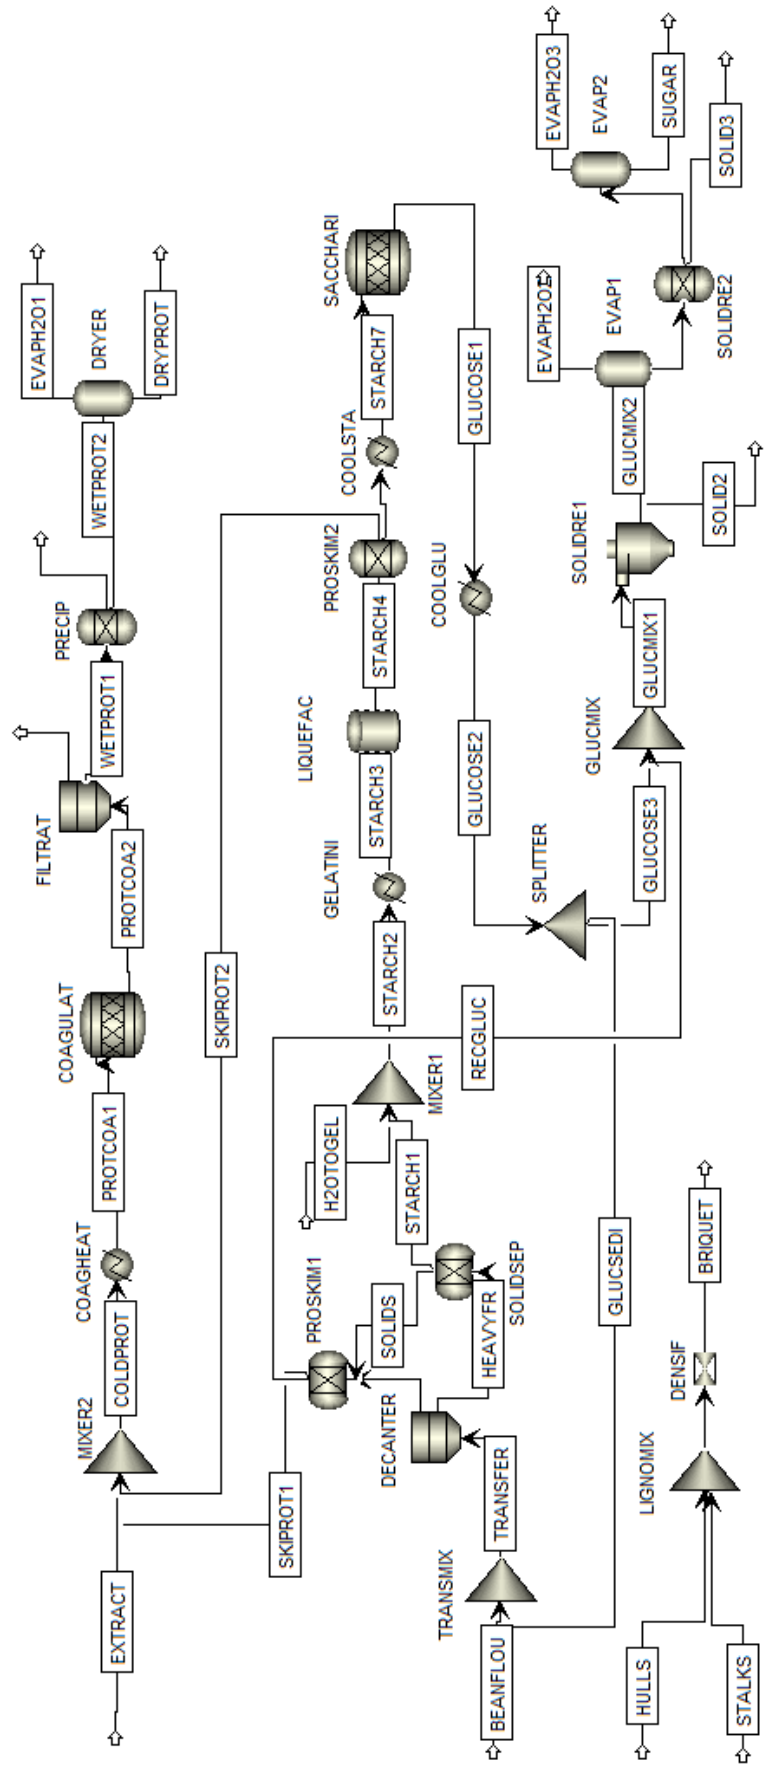 EXTRACT
MIXER2
COLDPROT
COAGHEAT
PROTCOA1
COAGULAT
PROTCOA2
FILTRAT
WETPROT1
PRECIP
WETPROT2
DRYER
EVAPH2O1
DRYPROT
SKIPROT1
SKIPROT2
BEANFLOU
TRANSMIX
TRANSFER
DECANTER
HEAVYFR
SOLIDS
PROSKIM1
SOLIDSEP
STARCH1
H2OTOGEL
MIXER1
STARCH2
GELATINI
STARCH3
LIQUEFAC
STARCH4
PROSKIM2
COOLSTA
STARCH7
SACCHARI
GLUCOSE1
COOLGLU
GLUCOSE2
SPLITTER
GLUCSEDI
RECGLUC
GLUCOSE3
GLUCMIX
GLUCMIX1
SOLIDRE1
SOLID2
GLUCMIX2
EVAP1
SOLIDRE2
SOLID3
EVAP2
EVAPH2O3
SUGAR
HULLS
STALKS
LIGNOMIX
DENSIF
BRIQUET